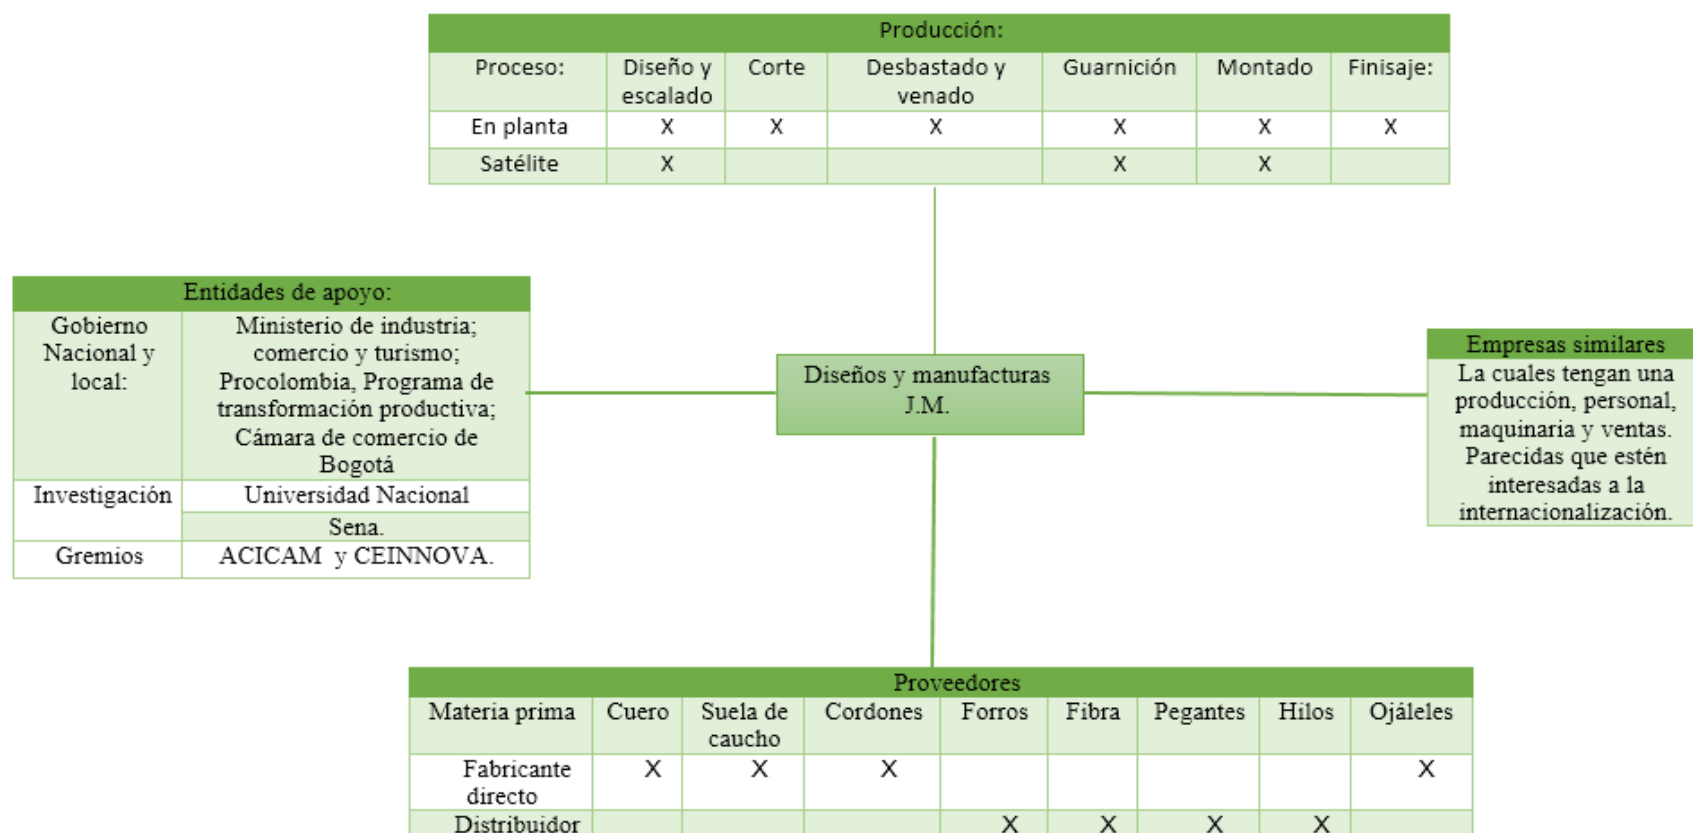 Producción:
Proceso: Diseño y escalado Corte Desbastado y venado Guarnición Montado Finisaje:
En planta X X X X X X
Satélite X X X
Entidades de apoyo:
Gobierno
Nacional y
local:
Ministerio de industria;
comercio y turismo;
Procolombia, Programa de
transformación productiva;
Cámara de comercio de
Bogotá
Investigación Universidad Nacional
Sena.
Gremios ACICAM y CEINNOVA.
Diseños y manufacturas
J.M.
Empresas similares
La cuales tengan una
producción, personal,
maquinaria y ventas.
Parecidas que estén
interesadas a la
internacionalización.
Proveedores
Materia prima Cuero Suela de caucho Cordones Forros Fibra Pegantes Hilos Ojáleles
Fabricante directo X X X X
Distribuidor X X X X